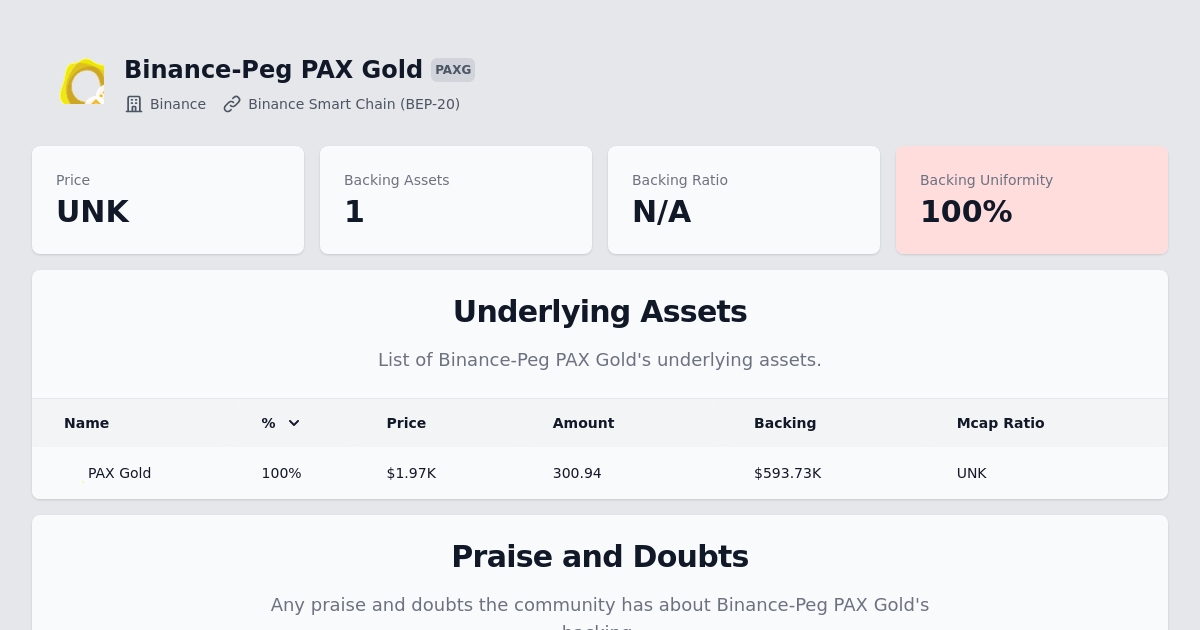 Binance-Peg PAX Gold PAXG
Binance Binance Smart Chain (BEP-20)
Price Backing Assets Backing Ratio Backing Uniformity
UNK 1 N/A 100%
Underlying Assets
List of Binance-Peg PAX Gold's underlying assets.
Name % Price Amount Backing Mcap Ratio
PAX Gold 100% $1.97K 300.94 $593.73K UNK
Praise and Doubts
Any praise and doubts the community has about Binance-Peg PAX Gold's
backing.